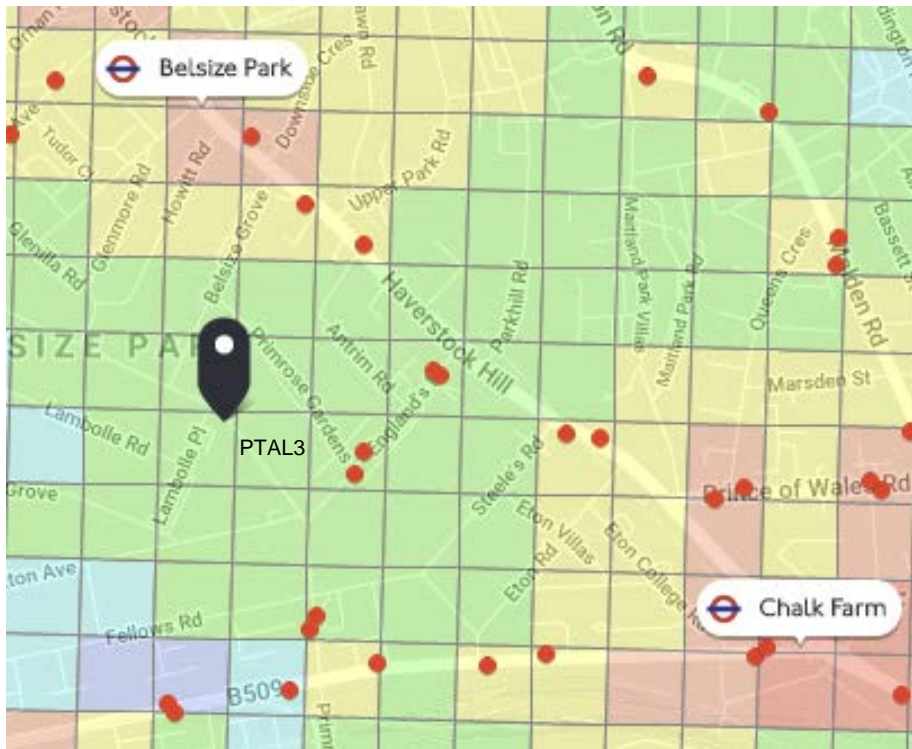 Ornan Rd
Belsize Park
Downside Cres
Tudor Cl
Howitt Rd
Glenmore Rd
Upper Park Rd
Glenilla Rd
Belsize Grove
Haverstock Hill
Parkhill Rd
Maitland Park Villas
Maitland Park Rd
Queens Cres
Malden Rd
Bassett
SIZE PAR
Primrose Gardens
Antrim Rd
England's
Marsden St
Lambolle Rd
Lambolle Pl
PTAL3
Steele's Rd
Prince of Wales Rd
Grove
Eton Villas
Eton College Rd
Eton Rd
ton Ave
Fellows Rd
Chalk Farm
B509